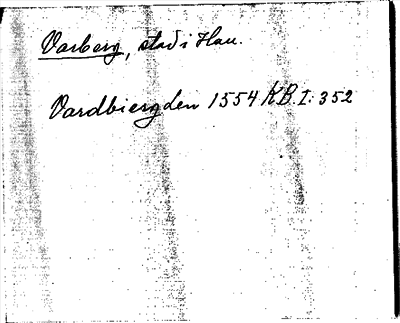 Varberg, stad i Hall.
Vardbiergden 1554 KB. I: 352